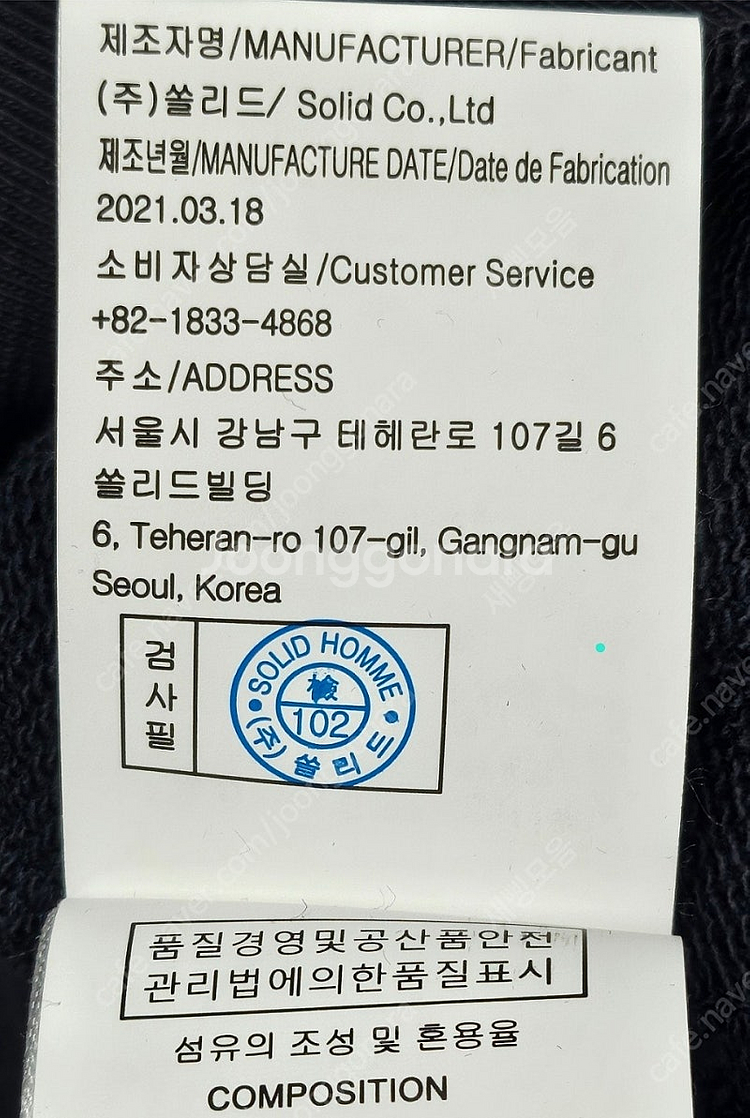 제조자명/MANUFACTURER/Fabricant
(주)쏠리드/ Solid Co.,Ltd
제조년월/MANUFACTURE DATE/Date de Fabrication
2021.03.18
소비자상담실/Customer Service
+82-1833-4868
주소/ADDRESS
서울시 강남구 테헤란로 107길 6
쏠리드빌딩
6, Teheran-ro 107-gil, Gangnam-gu
Seoul, Korea
Joonggonara
검사필
SOLID HOMME
檢
102
(주)쏠리드
품질경영및공산품안전
관리법에의한품질표시
섬유의 조성 및 혼용율
COMPOSITION